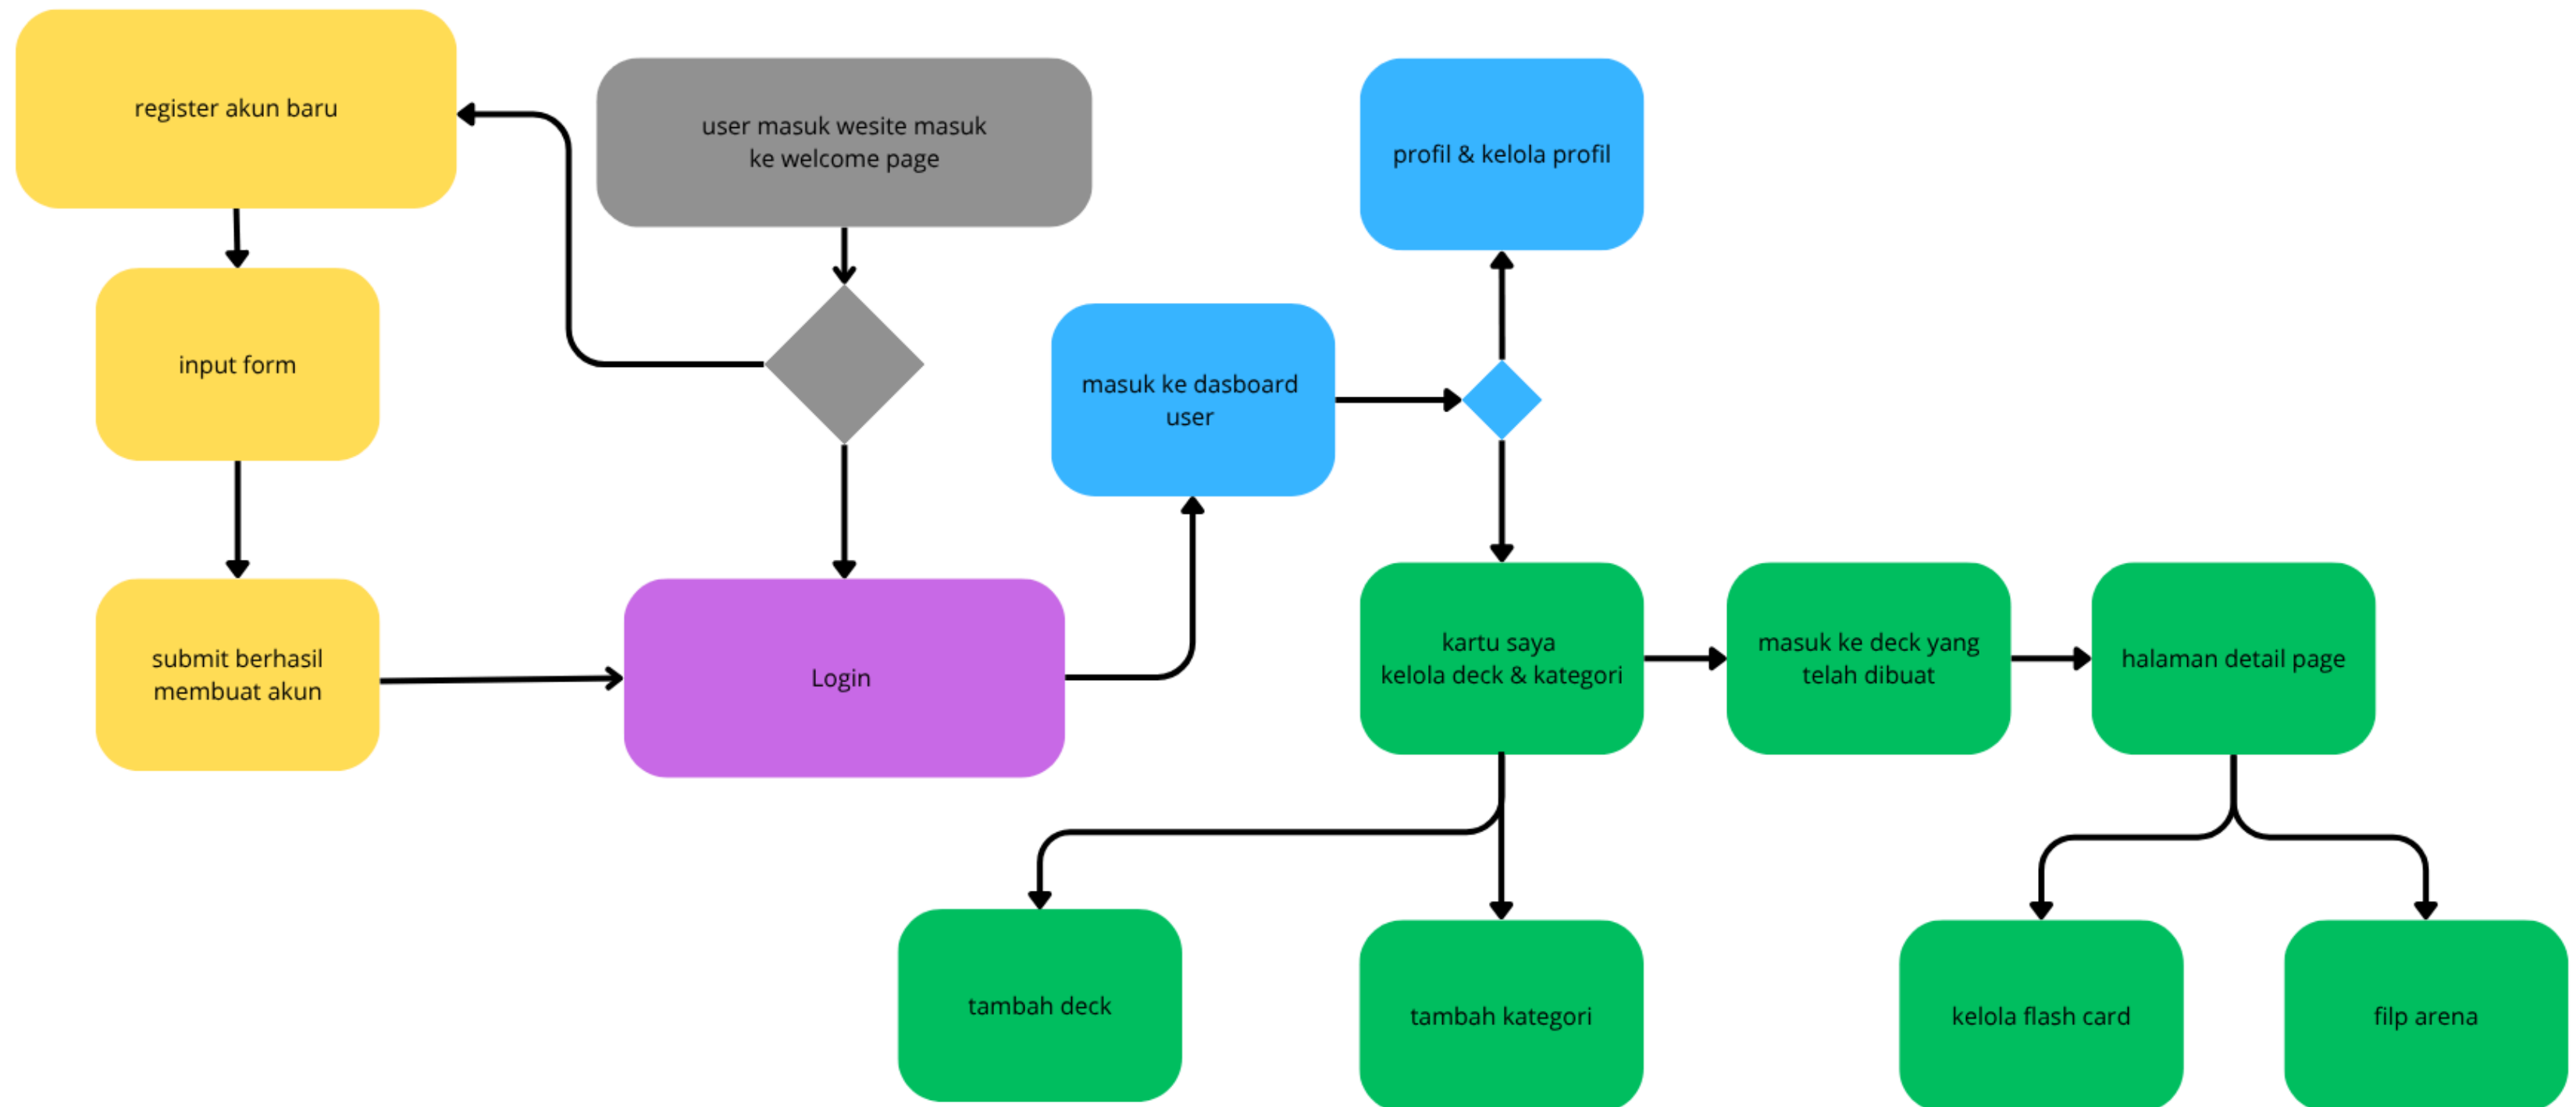 register akun baru
user masuk wesite masuk
ke welcome page
profil & kelola profil
input form
masuk ke dasboard
user
submit berhasil
membuat akun
Login
kartu saya
kelola deck & kategori
masuk ke deck yang
telah dibuat
halaman detail page
tambah deck
tambah kategori
kelola flash card
filp arena